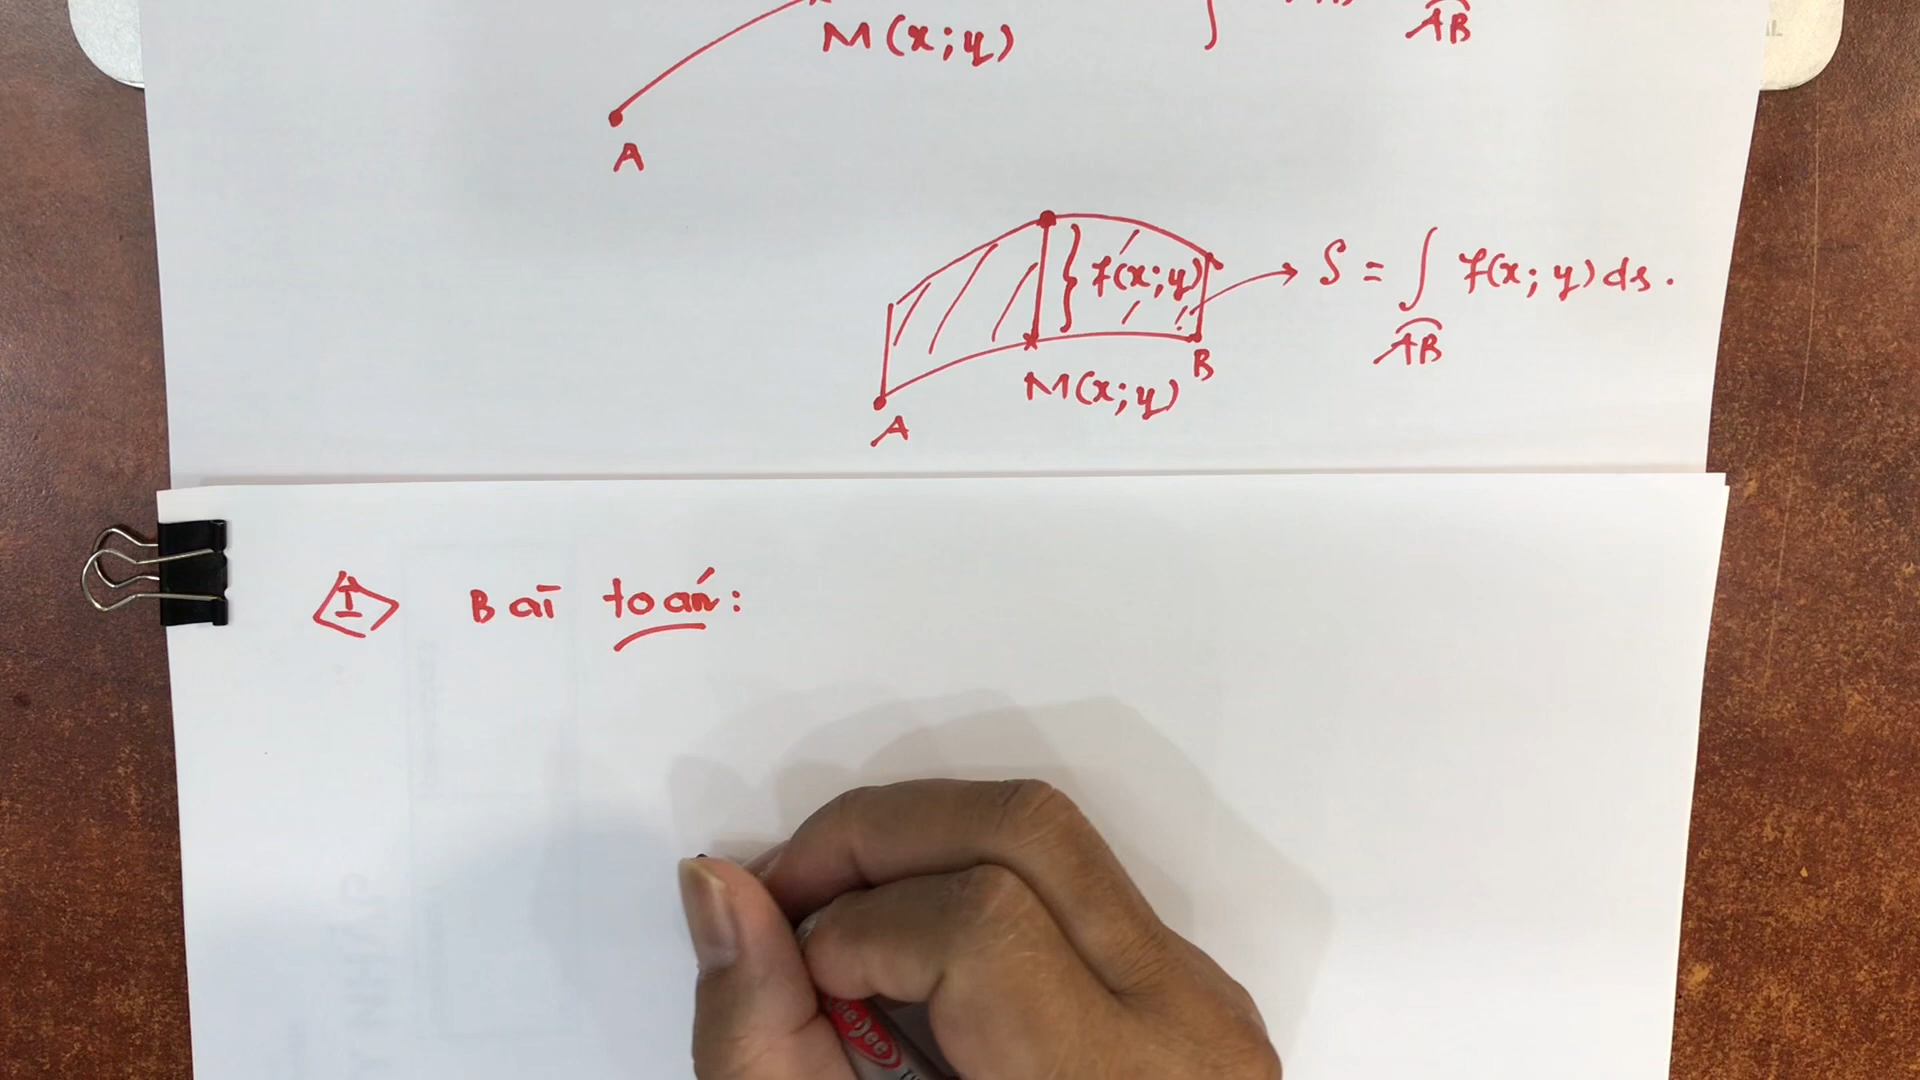 M(x;y)
∫
AB
A
f(x;y)
S = ∫ f(x;y)ds.
AB
M(x;y)
B
A
I Bài toán: